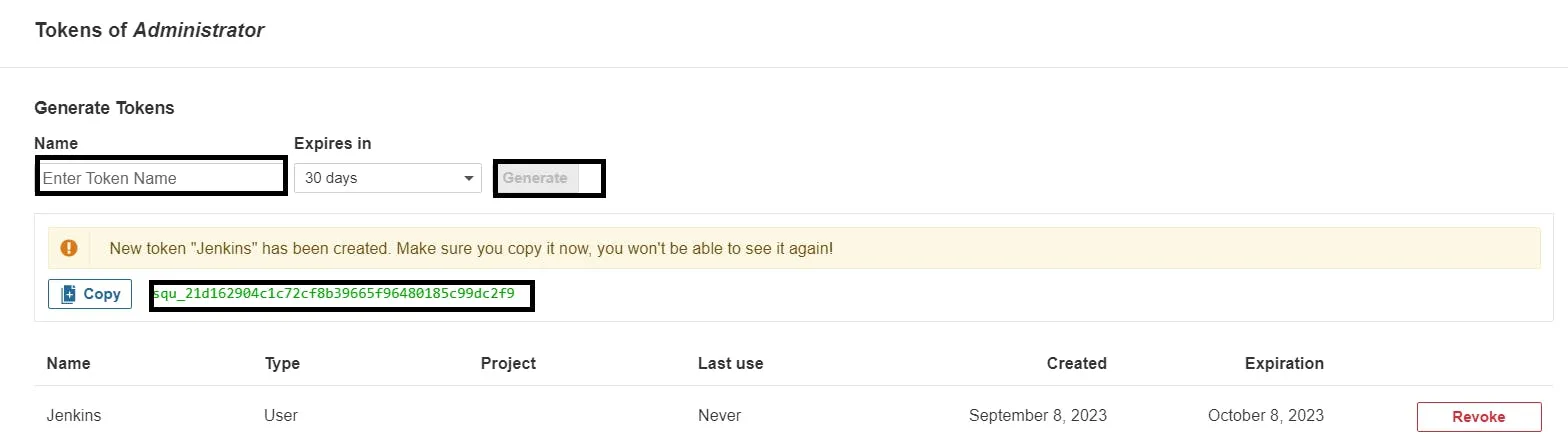 Tokens of Administrator
Generate Tokens
Name Expires in
Enter Token Name 30 days Generate
New token "Jenkins" has been created. Make sure you copy it now, you won't be able to see it again!
Copy squ_21d162904c1c72cf8b39665f96480185c99dc2f9
Name Type Project Last use Created Expiration
Jenkins User Never September 8, 2023 October 8, 2023 Revoke